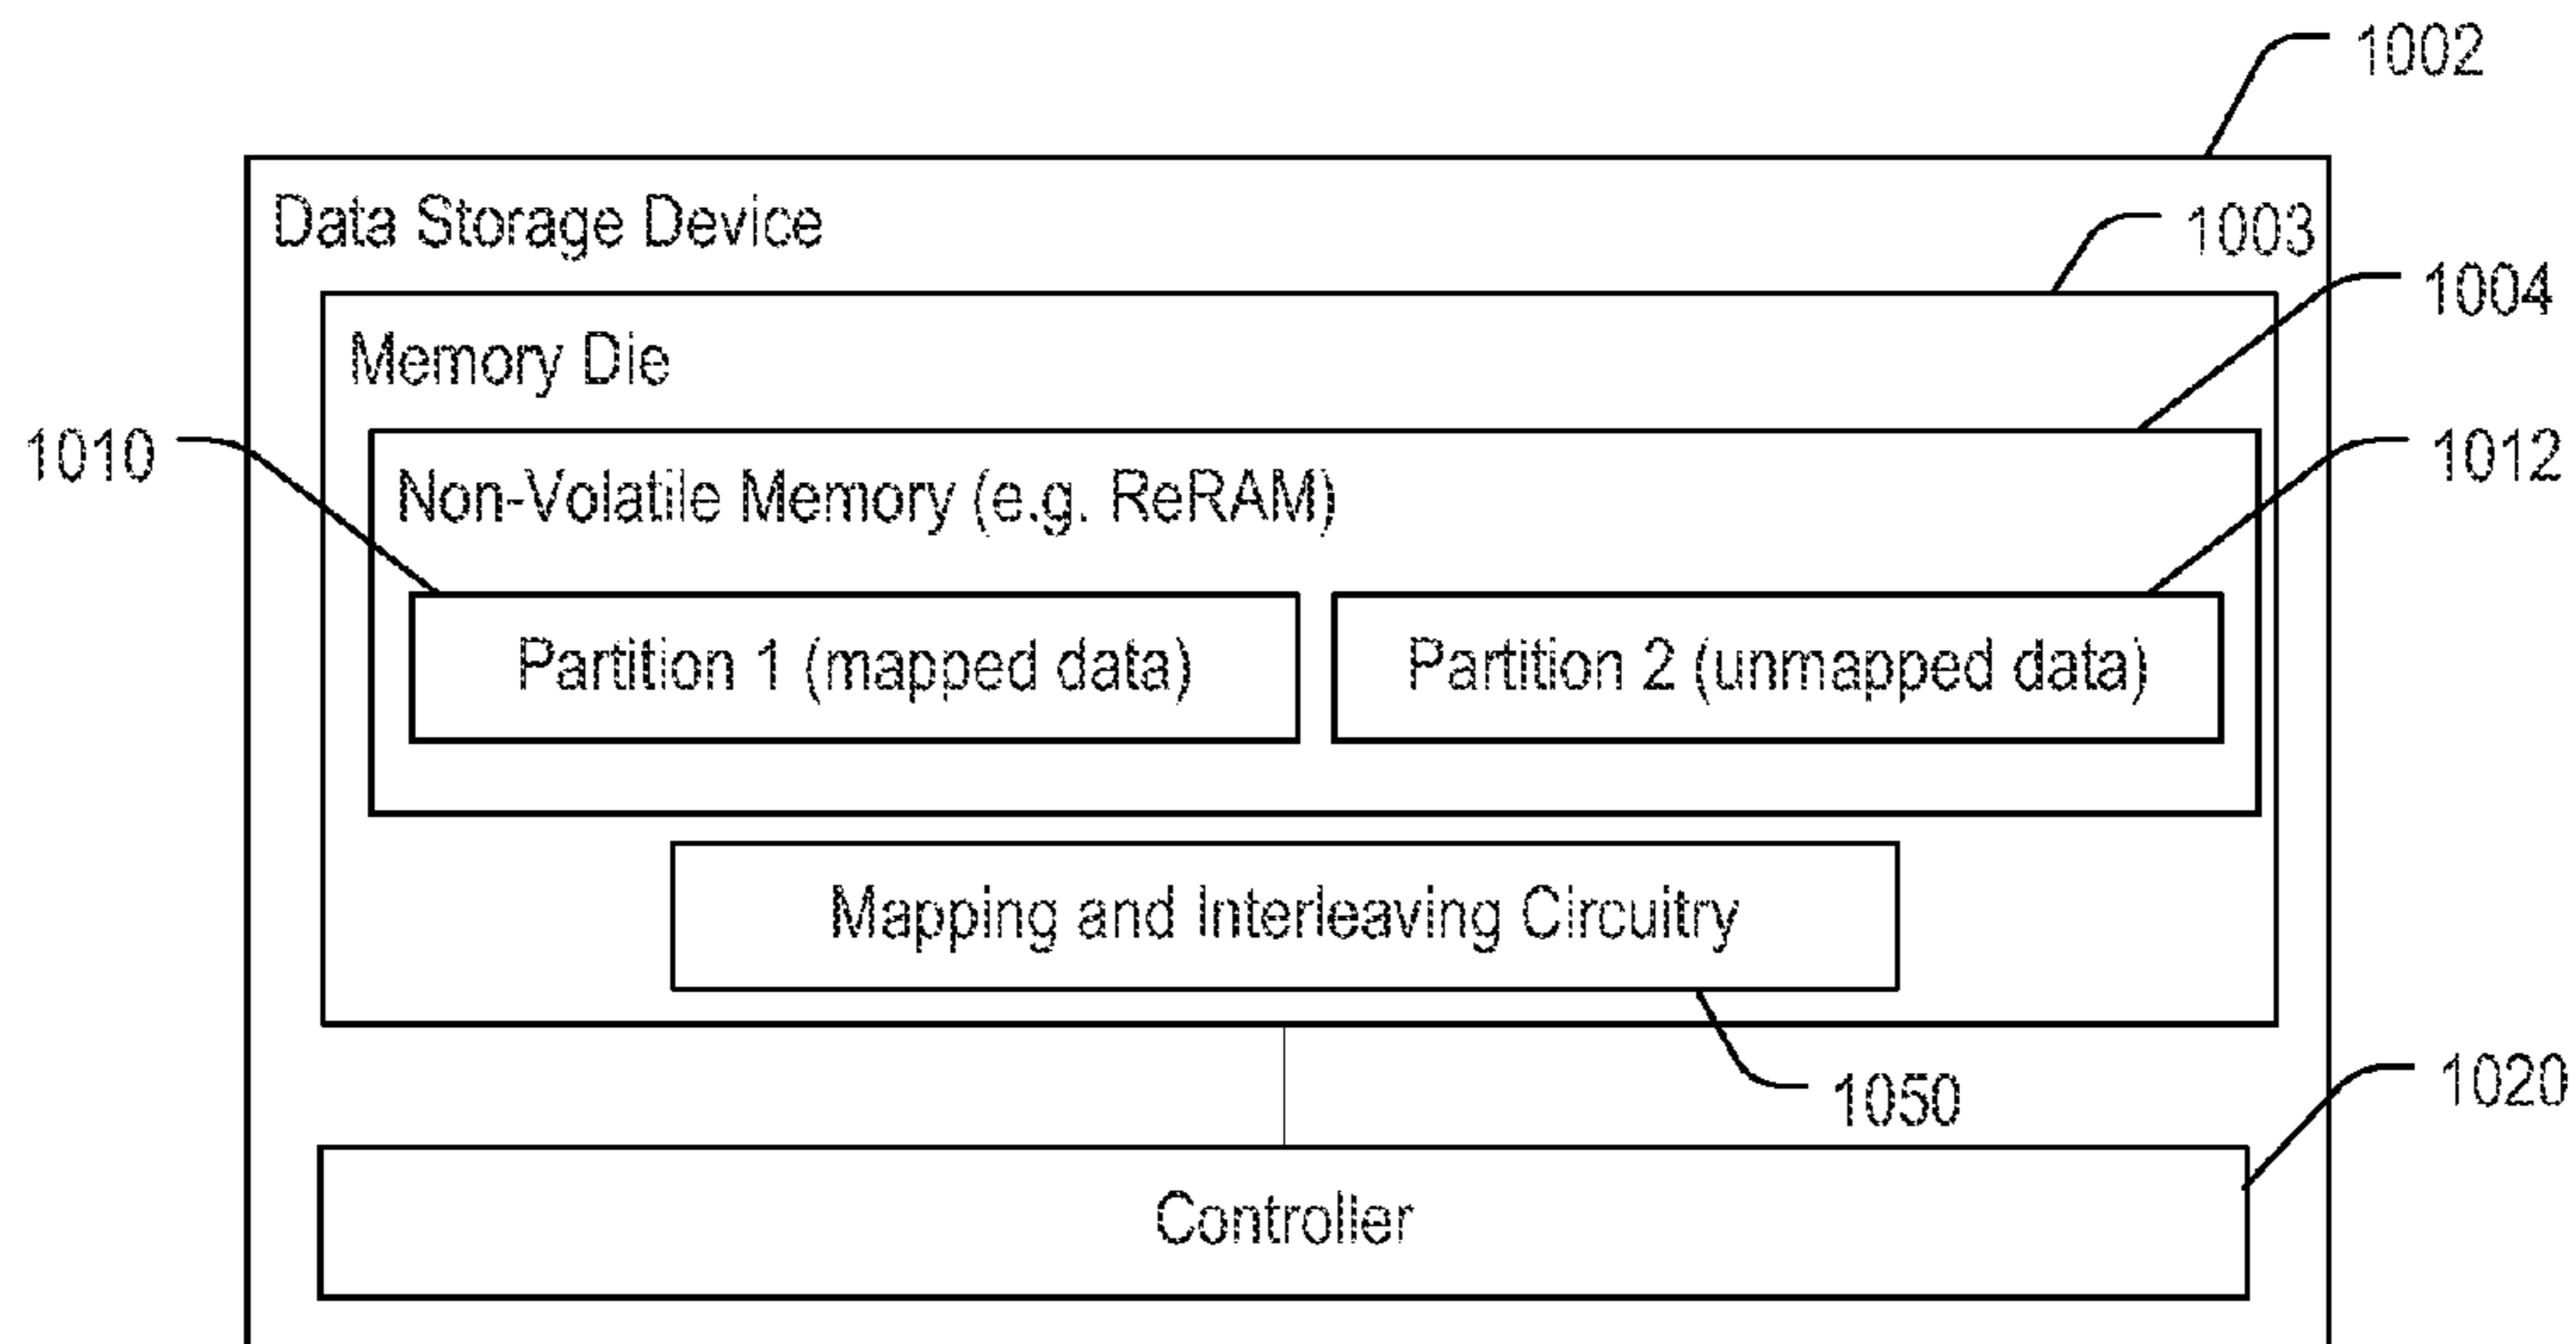 1002
Data Storage Device
1003
1004
Memory Die
1010
1012
Non-Volatile Memory (e.g. ReRAM)
Partition 1 (mapped data)
Partition 2 (unmapped data)
Mapping and Interleaving Circuitry
1050
1020
Controller